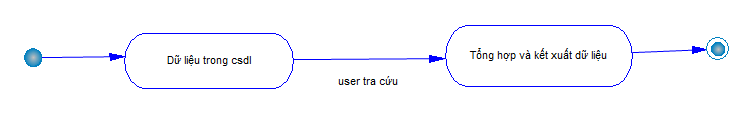 Dữ liệu trong csdl
user tra cứu
Tổng hợp và kết xuất dữ liệu